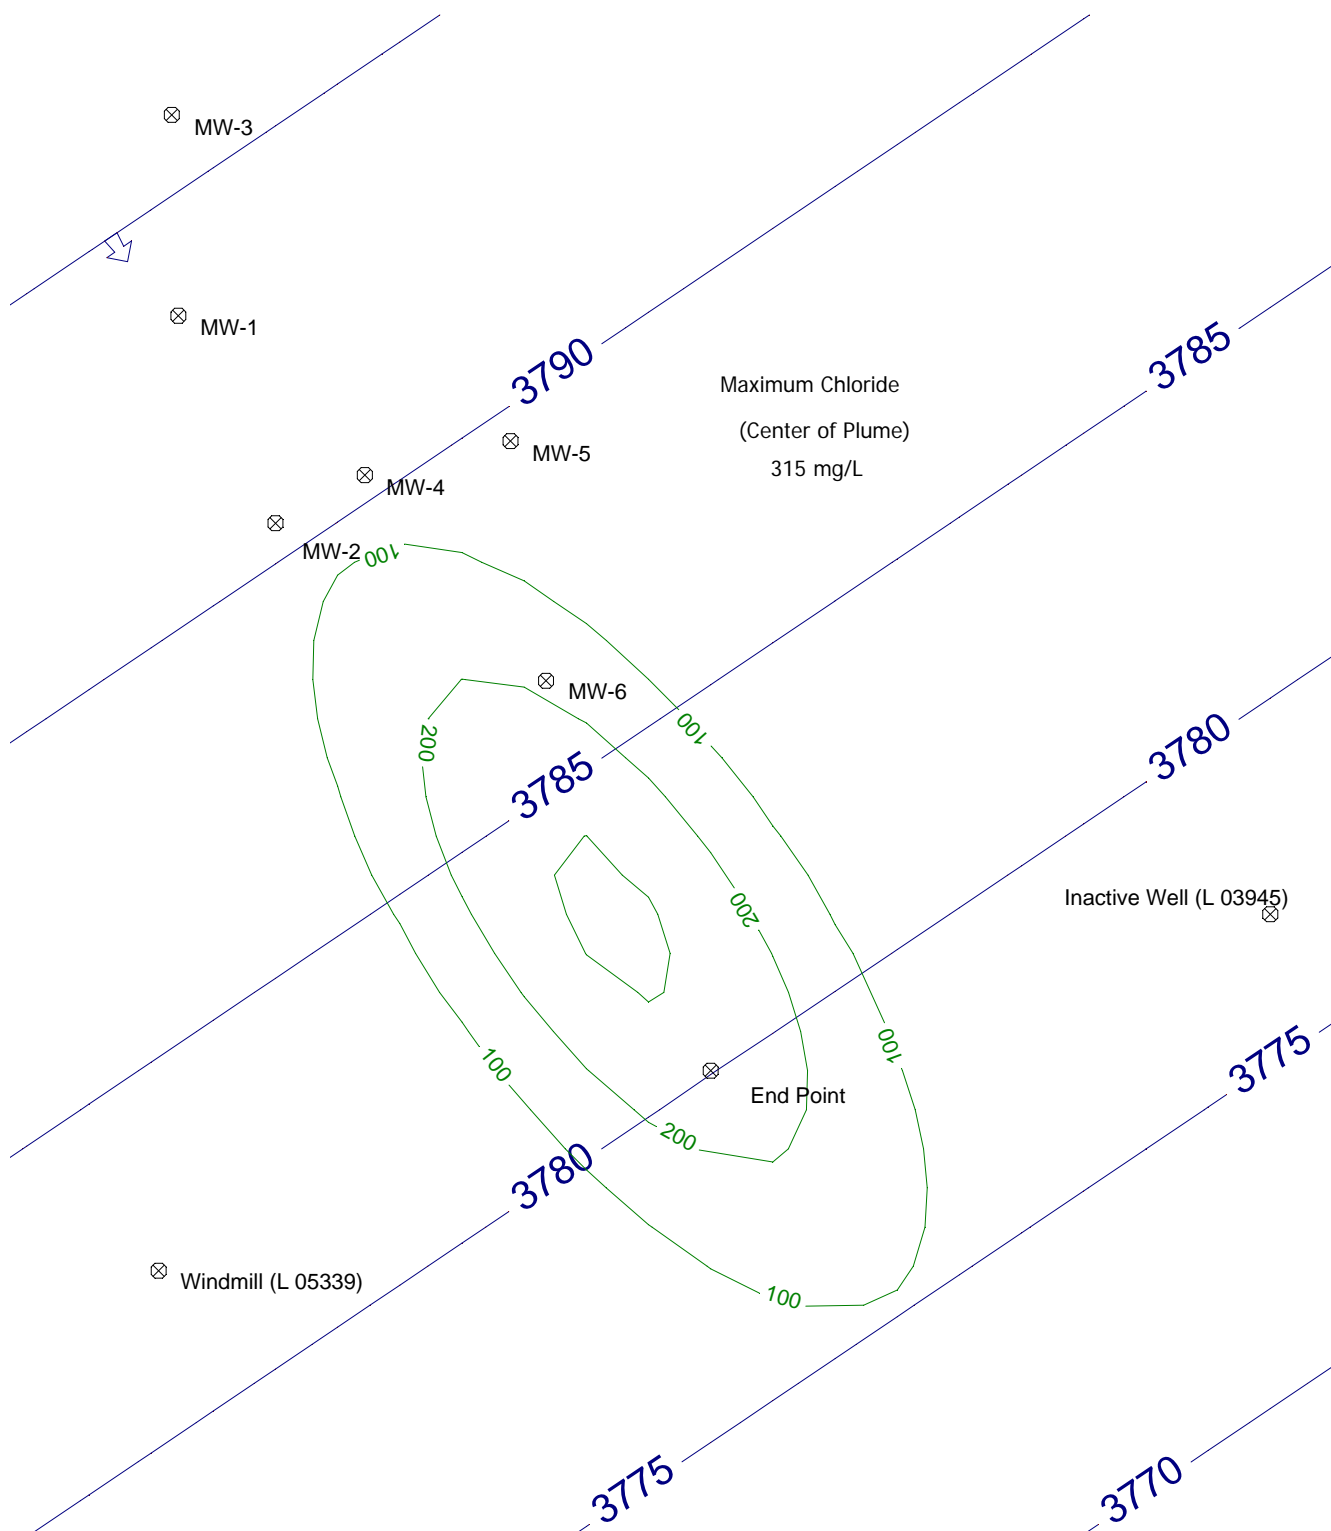 MW-3
MW-1
3790
3785
Maximum Chloride
(Center of Plume)
315 mg/L
MW-5
MW-4
MW-2
100
MW-6
100
200
3785
3780
Inactive Well (L 03945)
200
100
3775
100
End Point
200
3780
Windmill (L 05339)
100
3775
3770